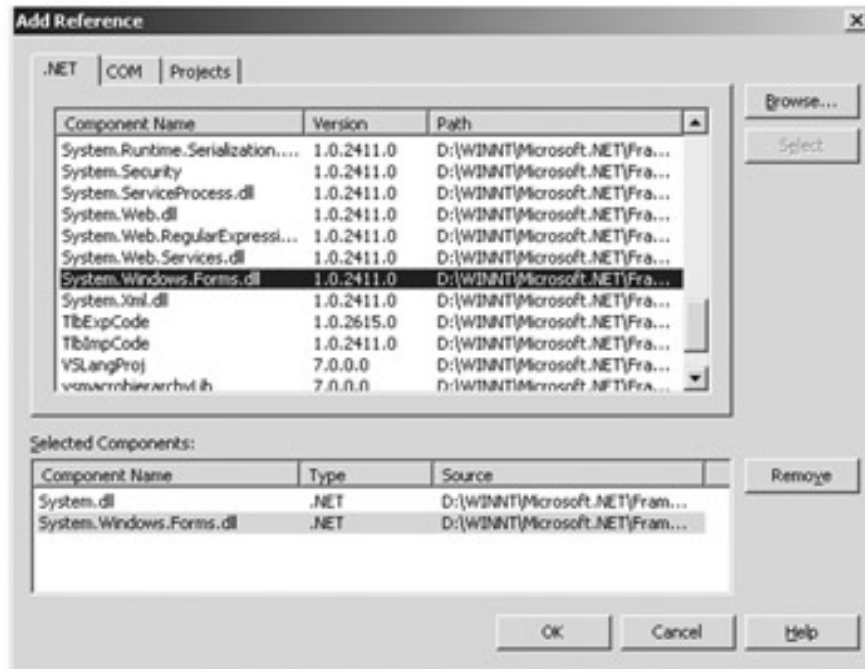 Add Reference
.NET COM Projects
Browse...
Select
Component Name Version Path
System.Runtime.Serialization.... 1.0.2411.0 D:\WINNT\Microsoft.NET\Fra...
System.Security 1.0.2411.0 D:\WINNT\Microsoft.NET\Fra...
System.ServiceProcess.dll 1.0.2411.0 D:\WINNT\Microsoft.NET\Fra...
System.Web.dll 1.0.2411.0 D:\WINNT\Microsoft.NET\Fra...
System.Web.RegularExpressi... 1.0.2411.0 D:\WINNT\Microsoft.NET\Fra...
System.Web.Services.dll 1.0.2411.0 D:\WINNT\Microsoft.NET\Fra...
System.Windows.Forms.dll 1.0.2411.0 D:\WINNT\Microsoft.NET\Fra...
System.Xml.dll 1.0.2411.0 D:\WINNT\Microsoft.NET\Fra...
TlbExpCode 1.0.2615.0 D:\WINNT\Microsoft.NET\Fra...
TlbImpCode 1.0.2411.0 D:\WINNT\Microsoft.NET\Fra...
VSLangProj 7.0.0.0 D:\WINNT\Microsoft.NET\Fra...
vsmacrohierarchyLib 7.0.0.0 D:\WINNT\Microsoft.NET\Fra...
Selected Components:
Component Name Type Source
Remove
System.dll .NET D:\WINNT\Microsoft.NET\Fram...
System.Windows.Forms.dll .NET D:\WINNT\Microsoft.NET\Fram...
OK Cancel Help